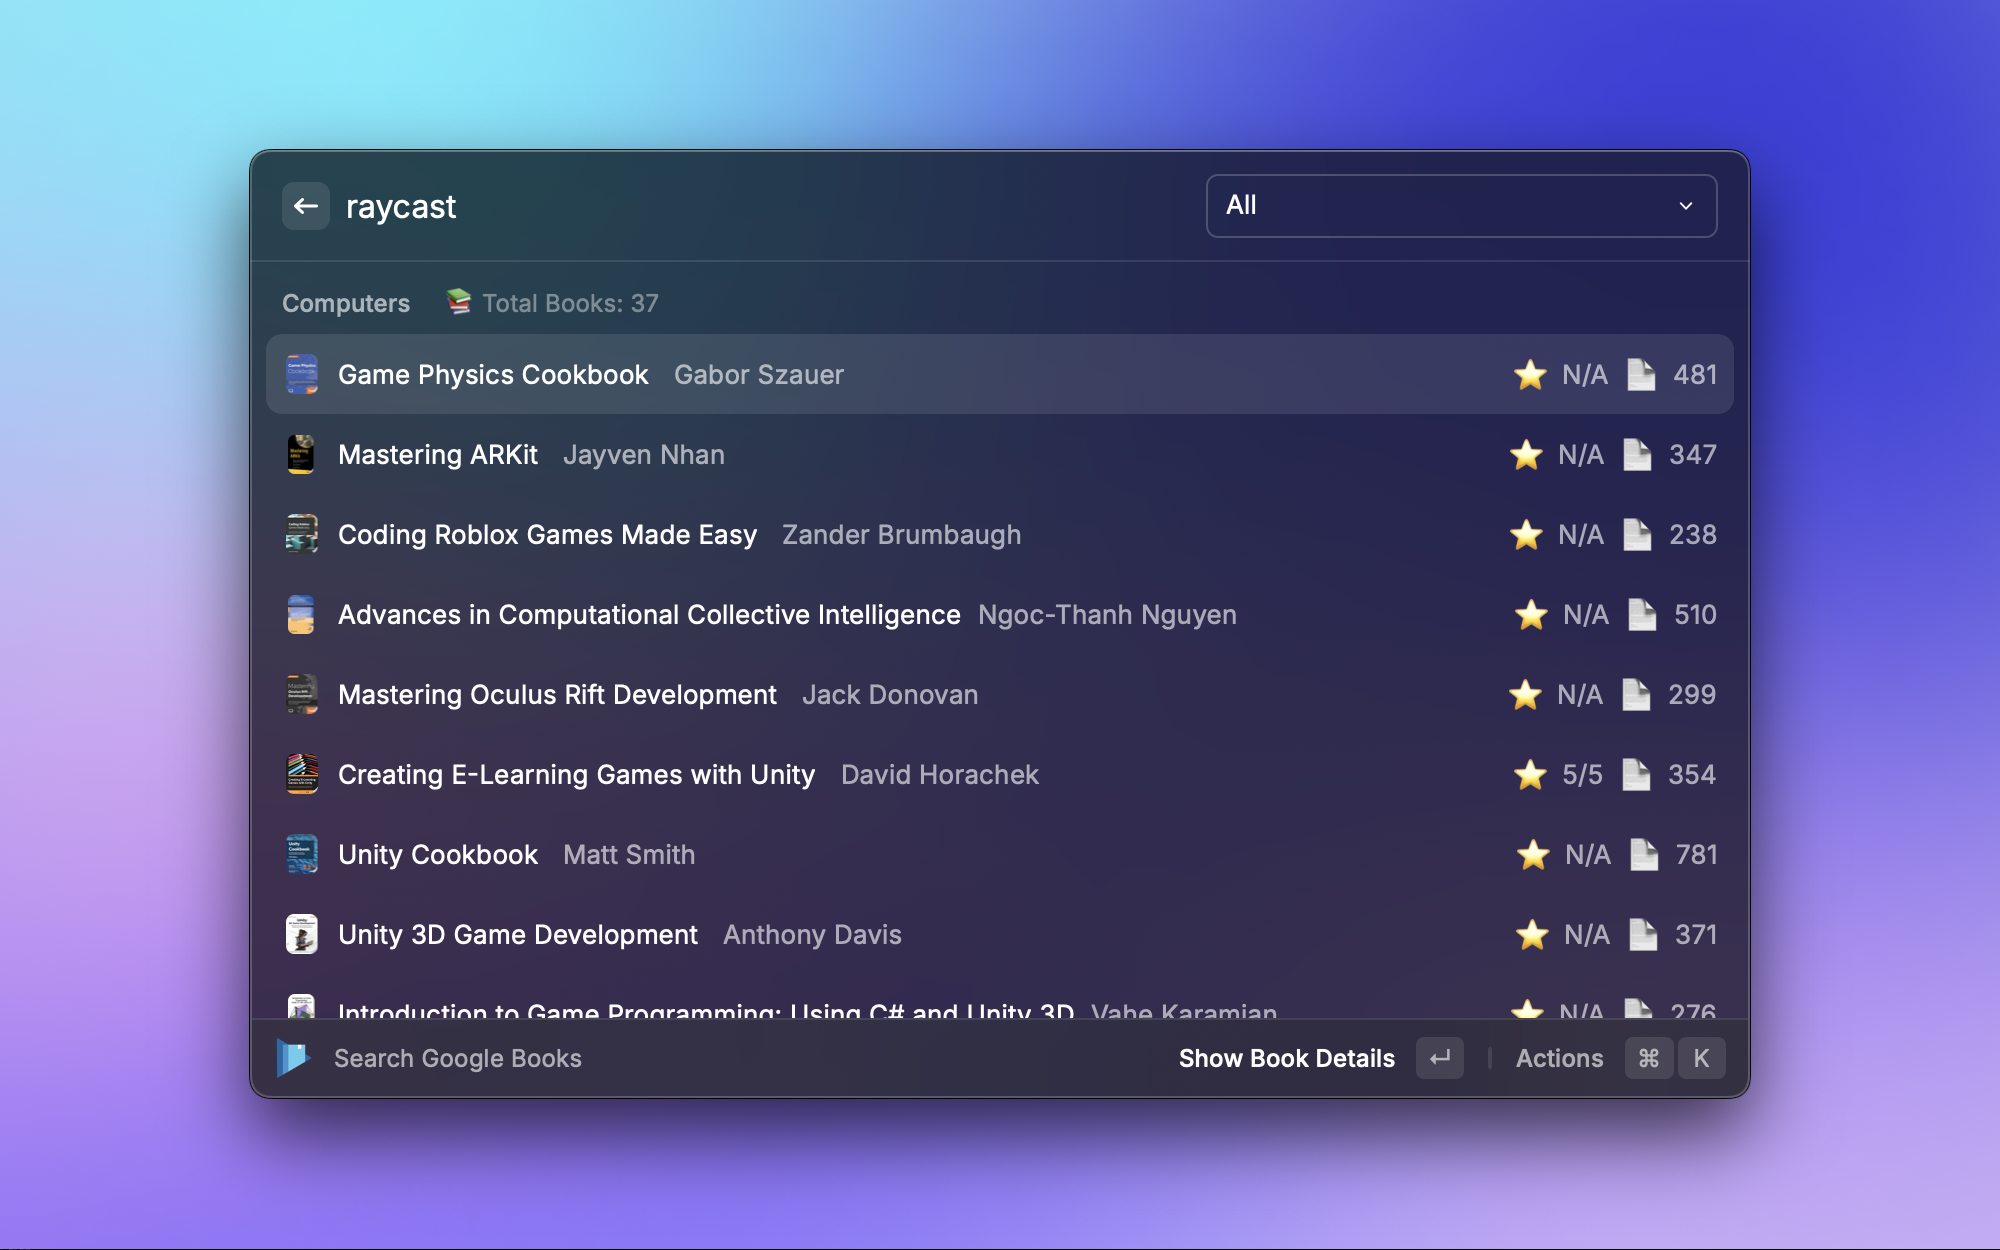 raycast All
Computers Total Books: 37
Game Physics Cookbook Gabor Szauer N/A 481
Mastering ARKit Jayven Nhan N/A 347
Coding Roblox Games Made Easy Zander Brumbaugh N/A 238
Advances in Computational Collective Intelligence Ngoc-Thanh Nguyen N/A 510
Mastering Oculus Rift Development Jack Donovan N/A 299
Creating E-Learning Games with Unity David Horachek 5/5 354
Unity Cookbook Matt Smith N/A 781
Unity 3D Game Development Anthony Davis N/A 371
Introduction to Game Programming: Using C# and Unity 3D Vahe Karamian N/A 276
Search Google Books Show Book Details ↵ Actions ⌘ K